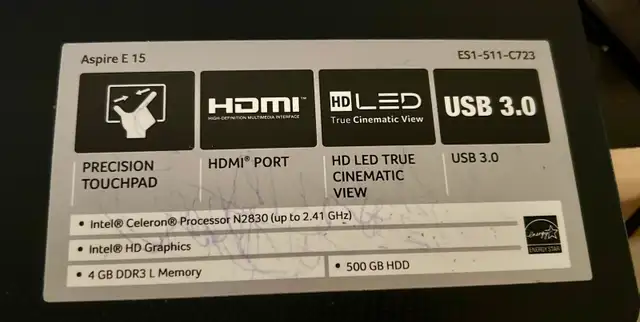 Aspire E 15
ES1-511-C723
HDMI™
HIGH-DEFINITION MULTIMEDIA INTERFACE
HD LED
True Cinematic View
USB 3.0
PRECISION
TOUCHPAD
HDMI® PORT
HD LED TRUE
CINEMATIC
VIEW
USB 3.0
• Intel® Celeron® Processor N2830 (up to 2.41 GHz)
• Intel® HD Graphics
• 4 GB DDR3 L Memory
• 500 GB HDD
energy
ENERGY STAR